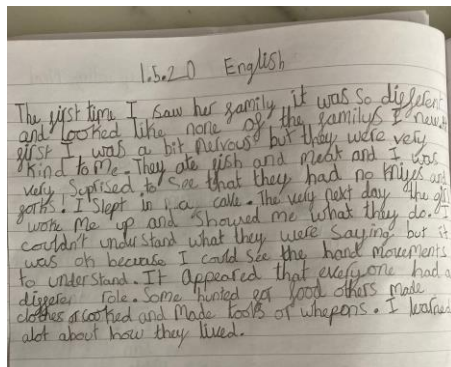 1.5.20 English
The first time I saw her family it was so different
and looked like none of the familys I new. At
first I was a bit nurvous but they were very
kind to me. They ate fish and meat and I was
very suprised to see that they had no knifes and
forks! I slept in a cave. The very next day the girl
woke me up and showed me what they do. I
couldn't understand what they were saying but it
was ok because I could see the hand movements
to understand. It appeared that everyone had a
differer role. Some hunted for food others made
clothes or cooked and made tools or whepons. I learned
alot about how they lived.